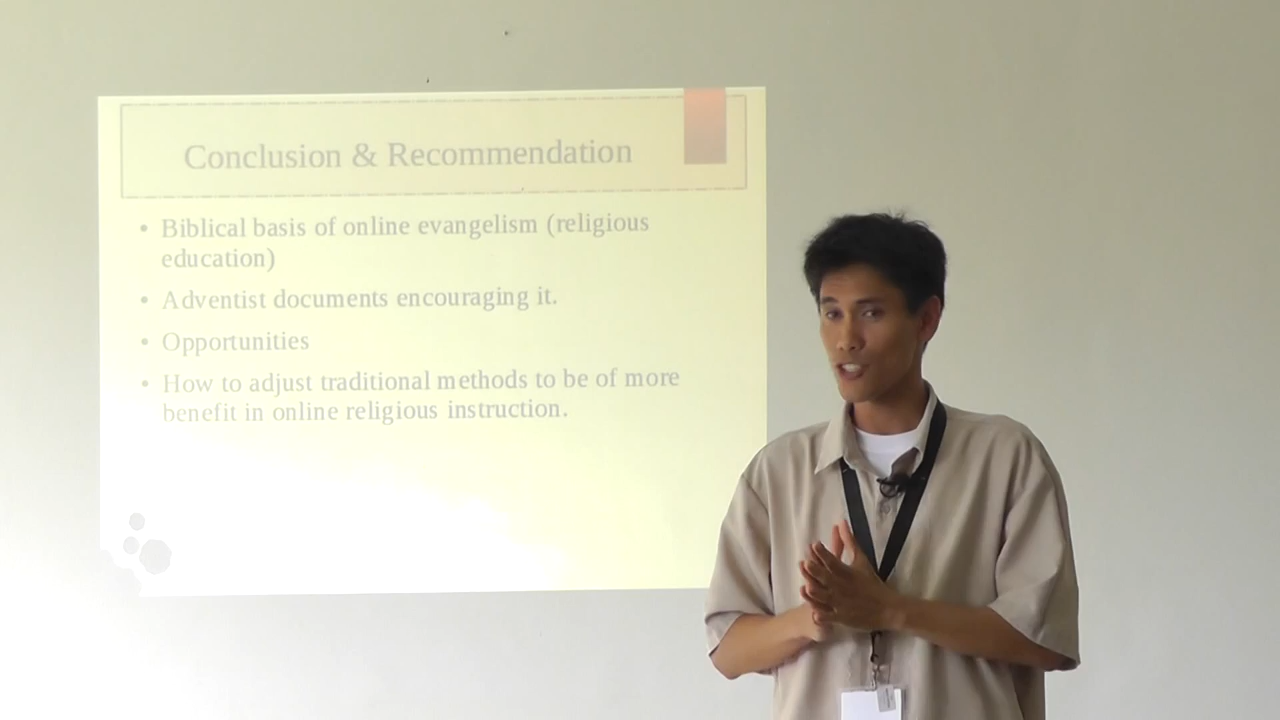 Conclusion & Recommendation
• Biblical basis of online evangelism (religious
education)
• Adventist documents encouraging it.
• Opportunities
• How to adjust traditional methods to be of more
benefit in online religious instruction.